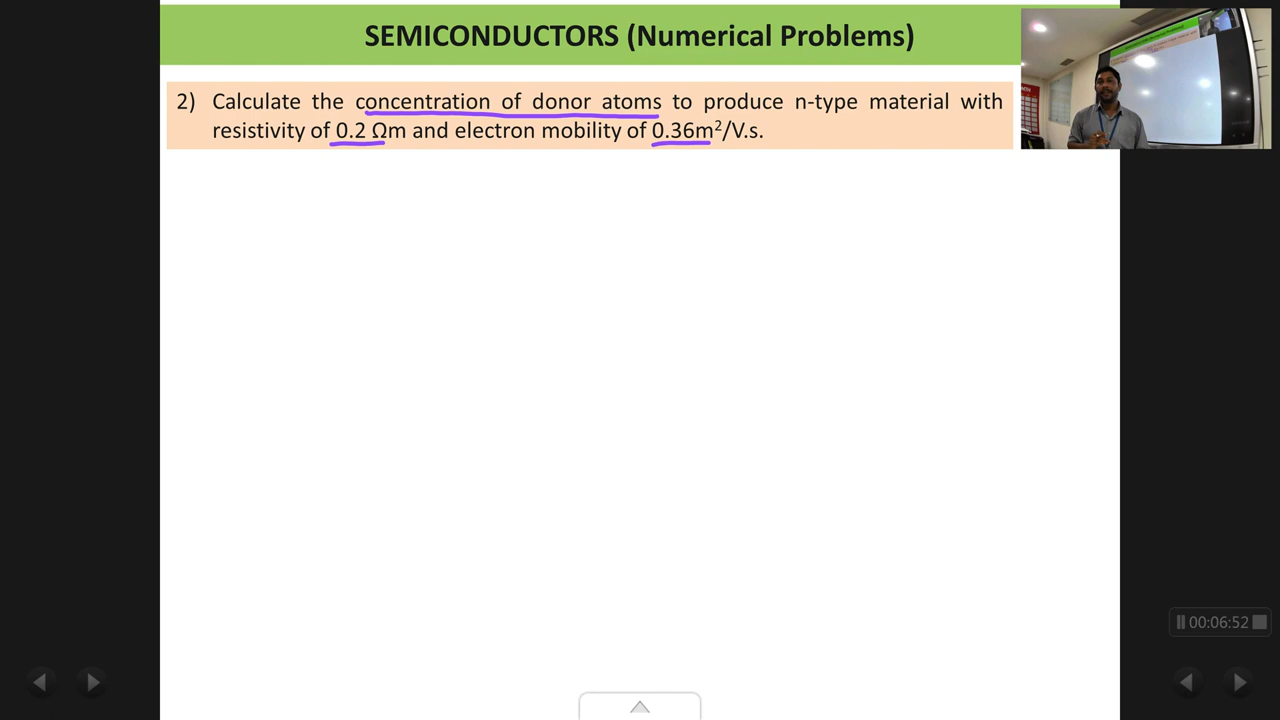 SEMICONDUCTORS (Numerical Problems)
2) Calculate the concentration of donor atoms to produce n-type material with
resistivity of 0.2 Ωm and electron mobility of 0.36m²/V.s.
00:06:52